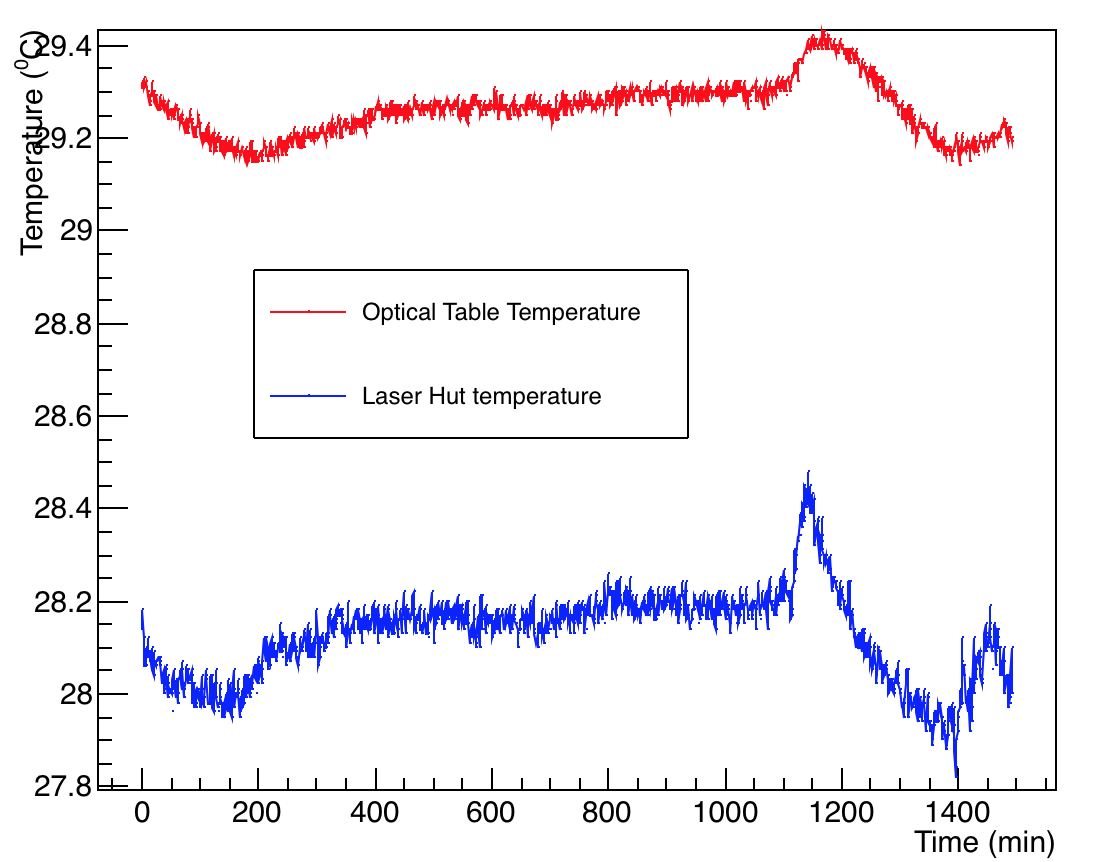 Temperature (⁰C)
29.4
29.2
29
28.8
28.6
28.4
28.2
28
27.8
Optical Table Temperature
Laser Hut temperature
0 200 400 600 800 1000 1200 1400
Time (min)